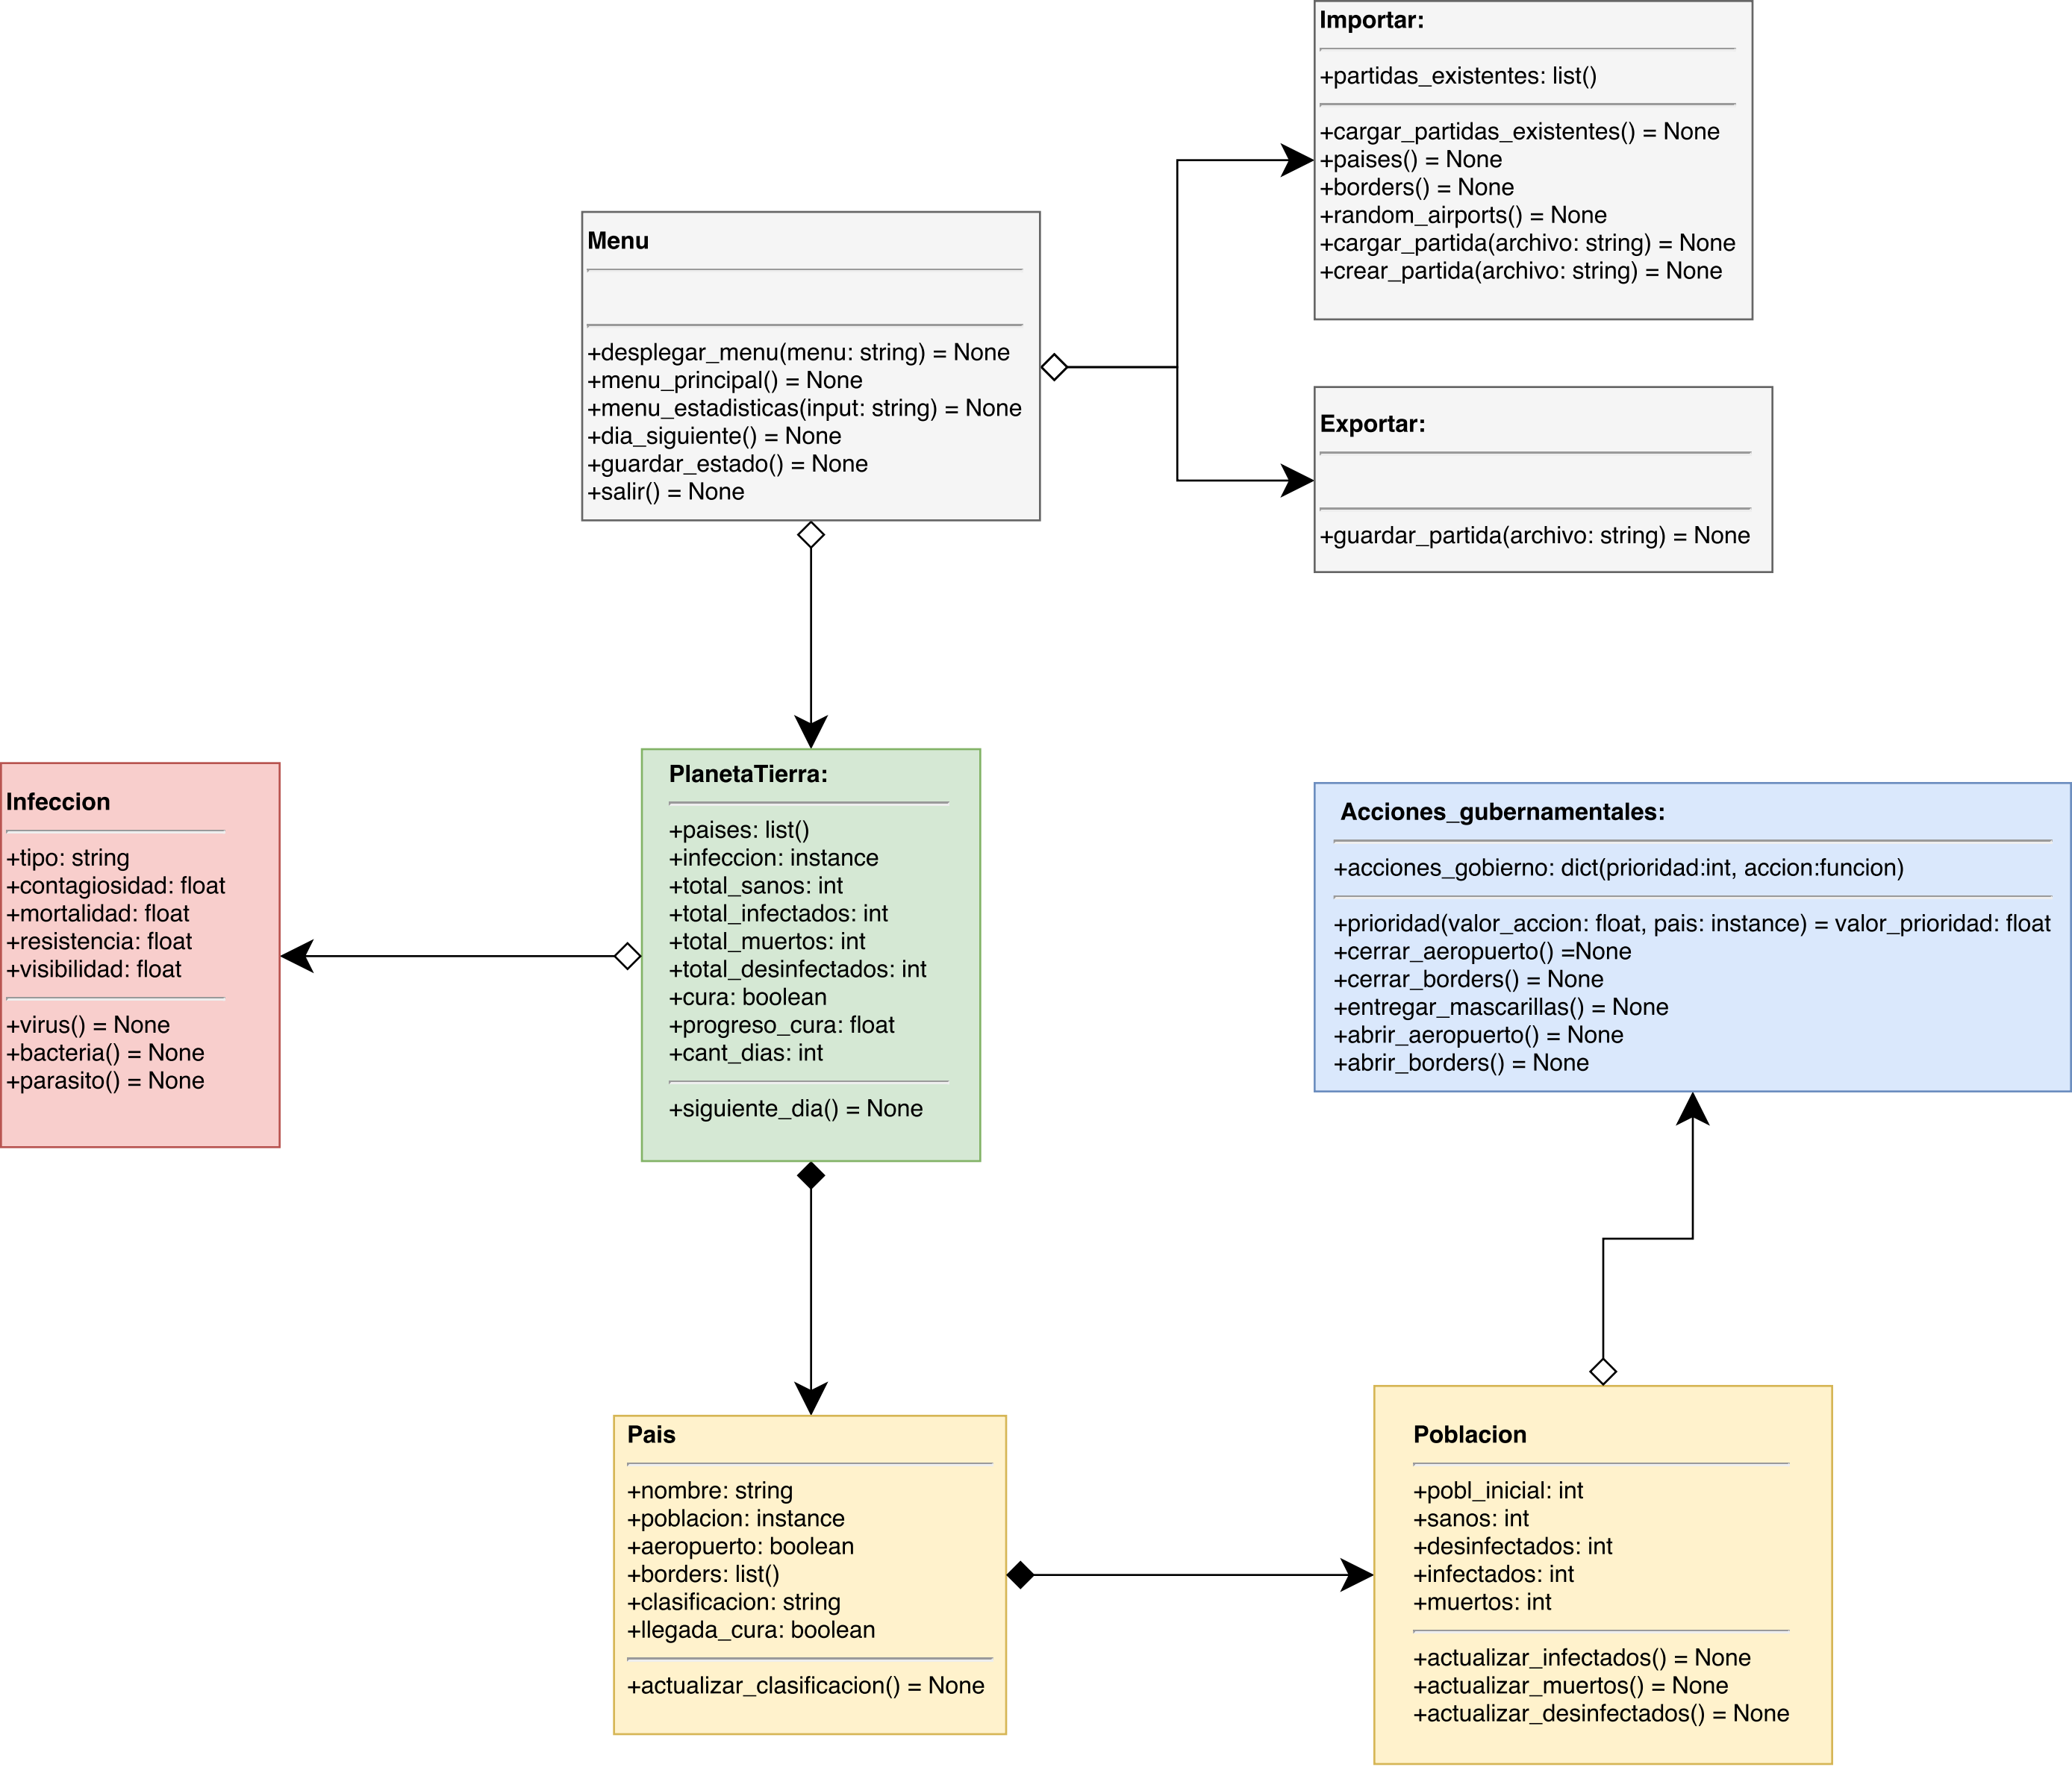 Importar:
+partidas_existentes: list()
+cargar_partidas_existentes() = None
+paises() = None
+borders() = None
+random_airports() = None
+cargar_partida(archivo: string) = None
+crear_partida(archivo: string) = None
Menu
+desplegar_menu(menu: string) = None
+menu_principal() = None
+menu_estadisticas(input: string) = None
+dia_siguiente() = None
+guardar_estado() = None
+salir() = None
Exportar:
+guardar_partida(archivo: string) = None
Infeccion
+tipo: string
+contagiosidad: float
+mortalidad: float
+resistencia: float
+visibilidad: float
+virus() = None
+bacteria() = None
+parasito() = None
PlanetaTierra:
+paises: list()
+infeccion: instance
+total_sanos: int
+total_infectados: int
+total_muertos: int
+total_desinfectados: int
+cura: boolean
+progreso_cura: float
+cant_dias: int
+siguiente_dia() = None
Acciones_gubernamentales:
+acciones_gobierno: dict(prioridad:int, accion:funcion)
+prioridad(valor_accion: float, pais: instance) = valor_prioridad: float
+cerrar_aeropuerto() =None
+cerrar_borders() = None
+entregar_mascarillas() = None
+abrir_aeropuerto() = None
+abrir_borders() = None
Pais
+nombre: string
+poblacion: instance
+aeropuerto: boolean
+borders: list()
+clasificacion: string
+llegada_cura: boolean
+actualizar_clasificacion() = None
Poblacion
+pobl_inicial: int
+sanos: int
+desinfectados: int
+infectados: int
+muertos: int
+actualizar_infectados() = None
+actualizar_muertos() = None
+actualizar_desinfectados() = None